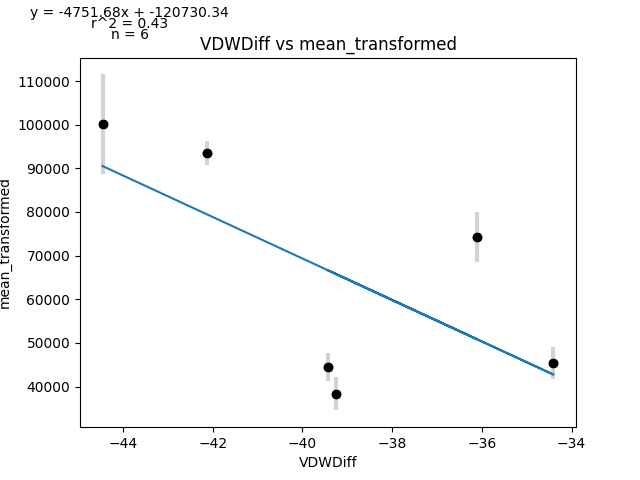 y = -4751.68x + -120730.34
r^2 = 0.43
n = 6
VDWDiff vs mean_transformed
110000
100000
90000
80000
70000
60000
50000
40000
mean_transformed
−44
−42
−40
−38
−36
−34
VDWDiff